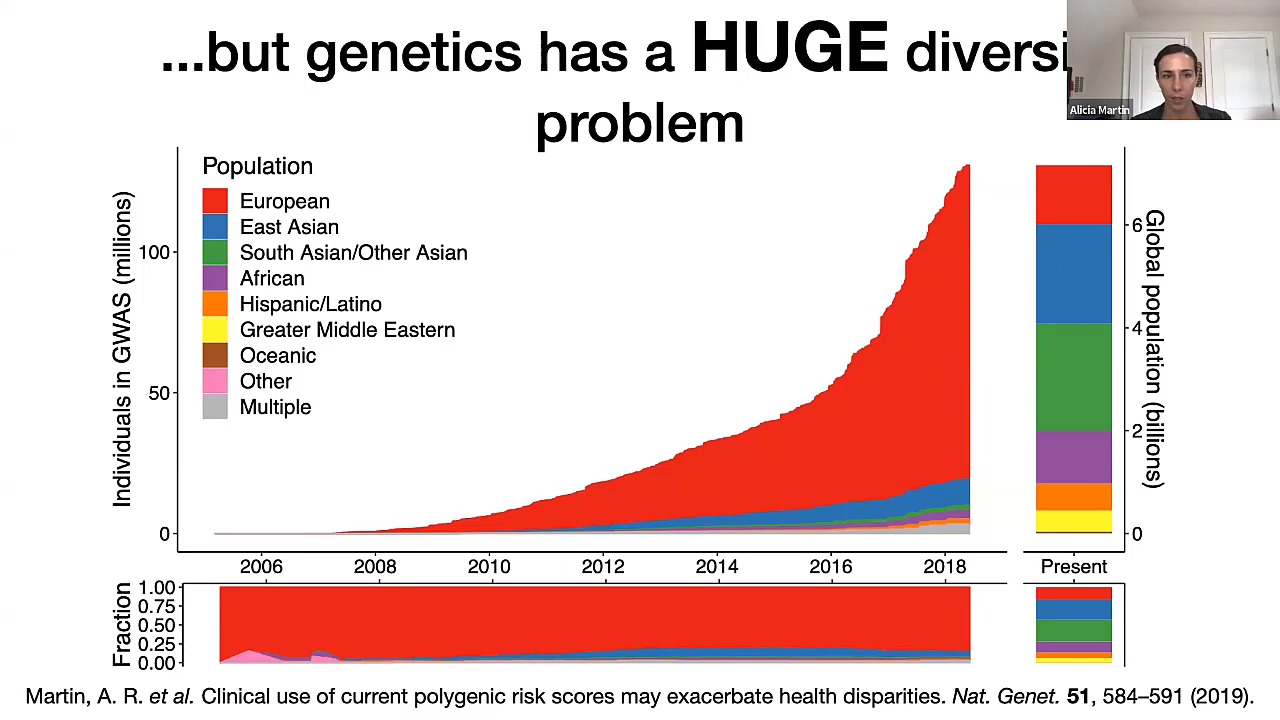 ...but genetics has a HUGE diversi
problem
Alicia Martin
Population
European
East Asian
South Asian/Other Asian
African
Hispanic/Latino
Greater Middle Eastern
Oceanic
Other
Multiple
Individuals in GWAS (millions)
100
50
0
Global population (billions)
6
4
2
0
2006 2008 2010 2012 2014 2016 2018 Present
Fraction
1.00
0.75
0.50
0.25
0.00
Martin, A. R. et al. Clinical use of current polygenic risk scores may exacerbate health disparities. Nat. Genet. 51, 584–591 (2019).